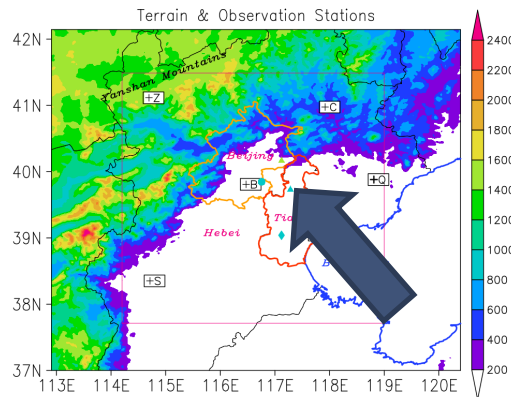 Terrain & Observation Stations
42N
41N
40N
39N
38N
37N
113E 114E 115E 116E 117E 118E 119E 120E
Yanshan Mountains
+Z
+C
Beijing
+B
+Q
Hebei
+S
2400
2200
2000
1800
1600
1400
1200
1000
800
600
400
200